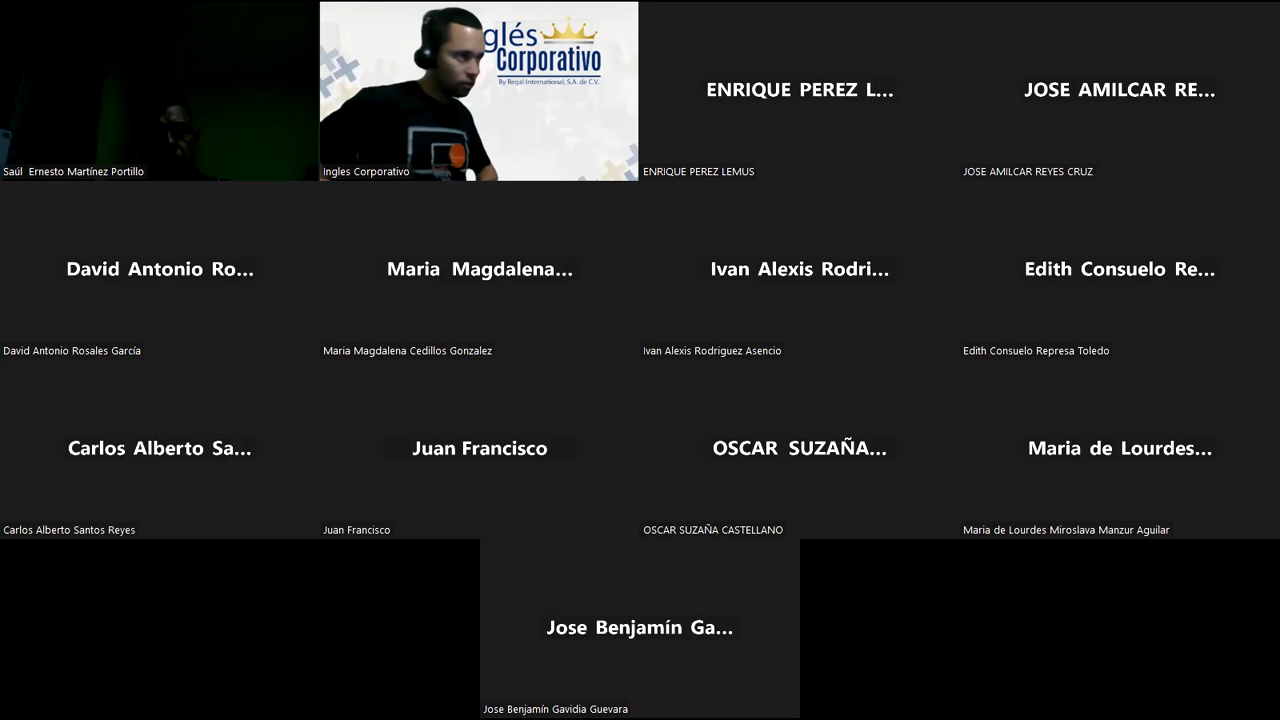 glés
Corporativo
By Regal International, S.A. de C.V.
ENRIQUE PEREZ L...
JOSE AMILCAR RE...
Saúl Ernesto Martínez Portillo
Ingles Corporativo
ENRIQUE PEREZ LEMUS
JOSE AMILCAR REYES CRUZ
David Antonio Ro...
Maria Magdalena...
Ivan Alexis Rodri...
Edith Consuelo Re...
David Antonio Rosales García
Maria Magdalena Cedillos Gonzalez
Ivan Alexis Rodriguez Asencio
Edith Consuelo Represa Toledo
Carlos Alberto Sa...
Juan Francisco
OSCAR SUZAÑA...
Maria de Lourdes...
Carlos Alberto Santos Reyes
Juan Francisco
OSCAR SUZAÑA CASTELLANO
Maria de Lourdes Miroslava Manzur Aguilar
Jose Benjamín Ga...
Jose Benjamín Gavidia Guevara